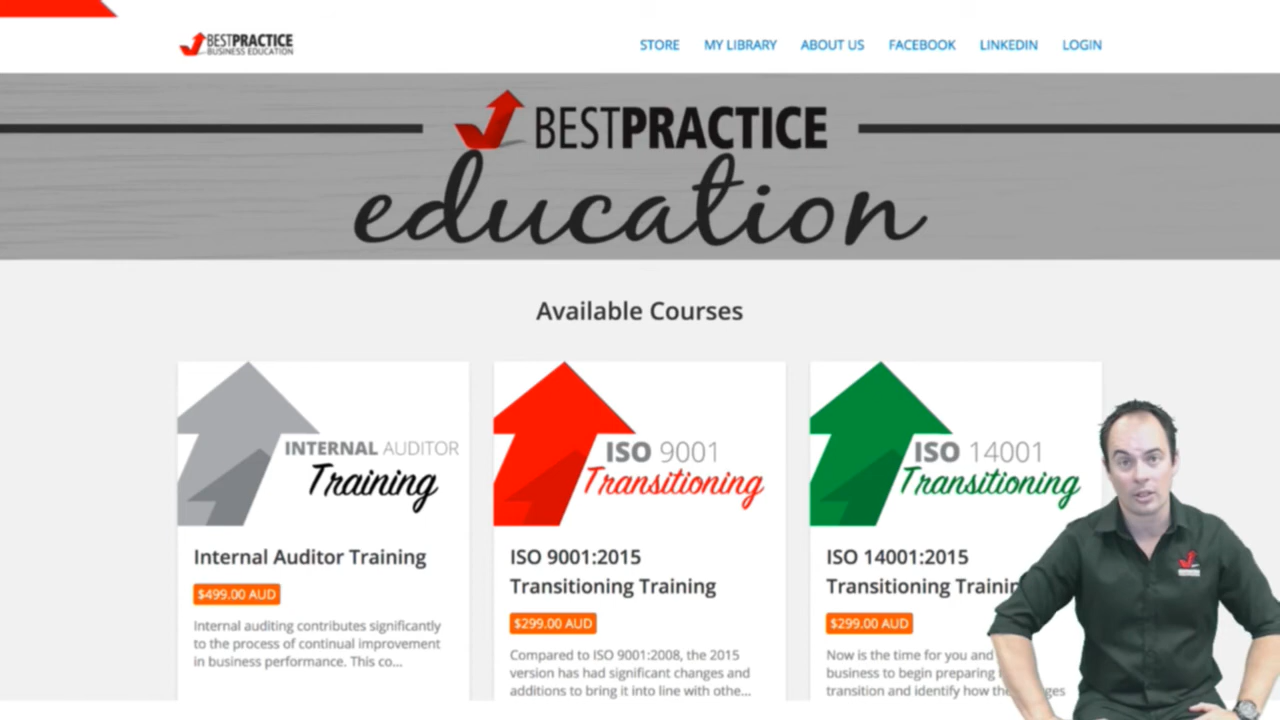 BESTPRACTICE
BUSINESS EDUCATION
STORE MY LIBRARY ABOUT US FACEBOOK LINKEDIN LOGIN
BESTPRACTICE
education
Available Courses
INTERNAL AUDITOR
Training
Internal Auditor Training
$499.00 AUD
Internal auditing contributes significantly
to the process of continual improvement
in business performance. This co...
ISO 9001
Transitioning
ISO 9001:2015
Transitioning Training
$299.00 AUD
Compared to ISO 9001:2008, the 2015
version has had significant changes and
additions to bring it into line with othe...
ISO 14001
Transitioning
ISO 14001:2015
Transitioning Trainin
$299.00 AUD
Now is the time for you and
business to begin preparing
transition and identify how